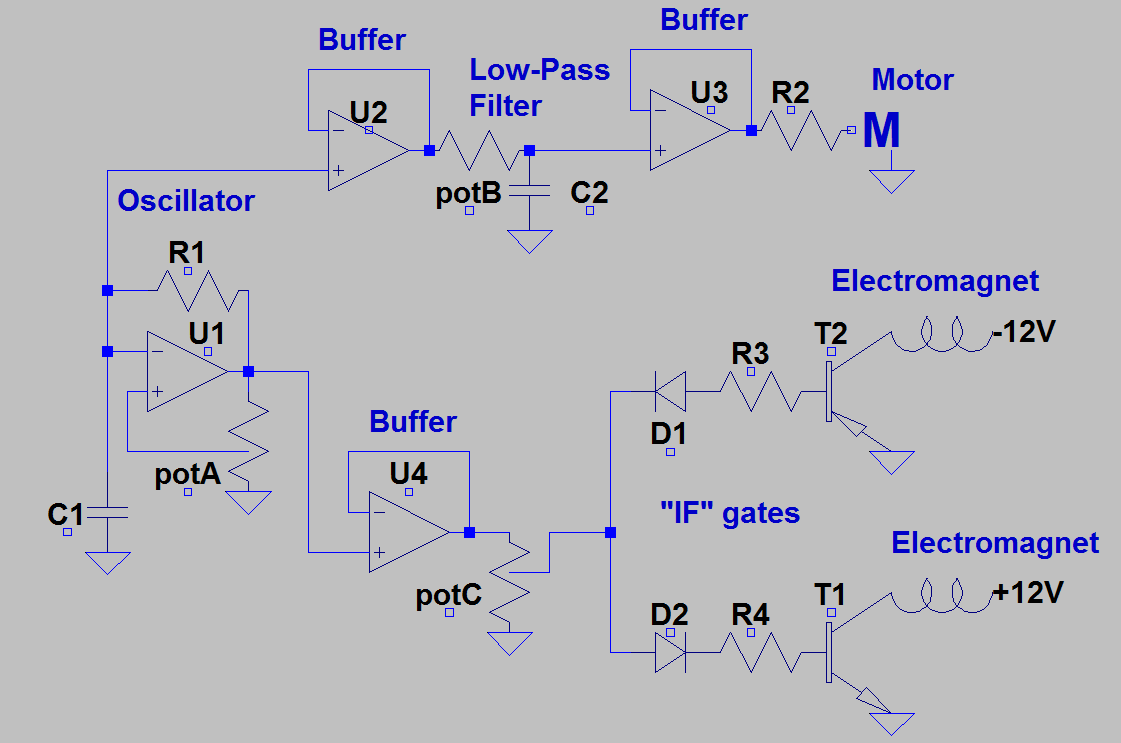 Buffer
Buffer
Low-Pass
Filter
Motor
U2
U3
R2
M
potB
C2
Oscillator
R1
U1
Electromagnet
T2
-12V
R3
Buffer
D1
potA
U4
C1
"IF" gates
Electromagnet
potC
D2
R4
T1
+12V